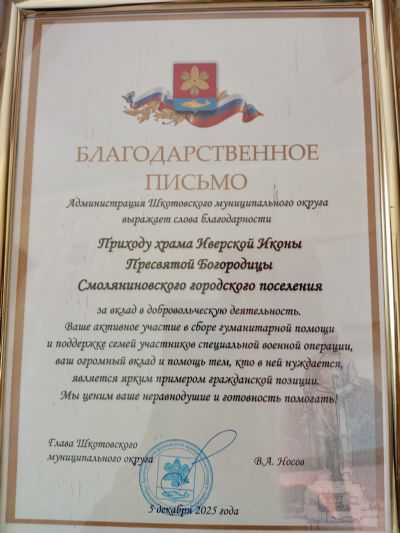 БЛАГОДАРСТВЕННОЕ
ПИСЬМО
Администрация Шкотовского муниципального округа
выражает слова благодарности
Приходу храма Иверской Иконы
Пресвятой Богородицы
Смоляниновского городского поселения
за вклад в добровольческую деятельность.
Ваше активное участие в сборе гуманитарной помощи
и поддержке семей участников специальной военной операции,
ваш огромный вклад и помощь тем, кто в ней нуждается,
является ярким примером гражданской позиции.
Мы ценим ваше неравнодушие и готовность помогать!
Глава Шкотовского
муниципального округа
В.А. Носов
5 декабря 2025 года